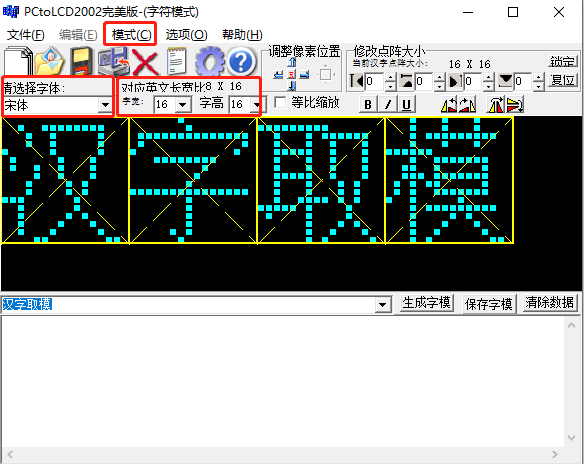 PCtoLCD2002完美版-(字符模式)
文件(F) 编辑(E) 模式(C) 选项(O) 帮助(H)
调整像素位置 修改点阵大小
当前汉字点阵大小: 16 X 16 锁定
0 0 0 0 复位
请选择字体: 对应英文长宽比8 X 16
宋体 字宽: 16 字高 16 等比缩放 B I U
汉字取模
汉字取模 生成字模 保存字模 清除数据